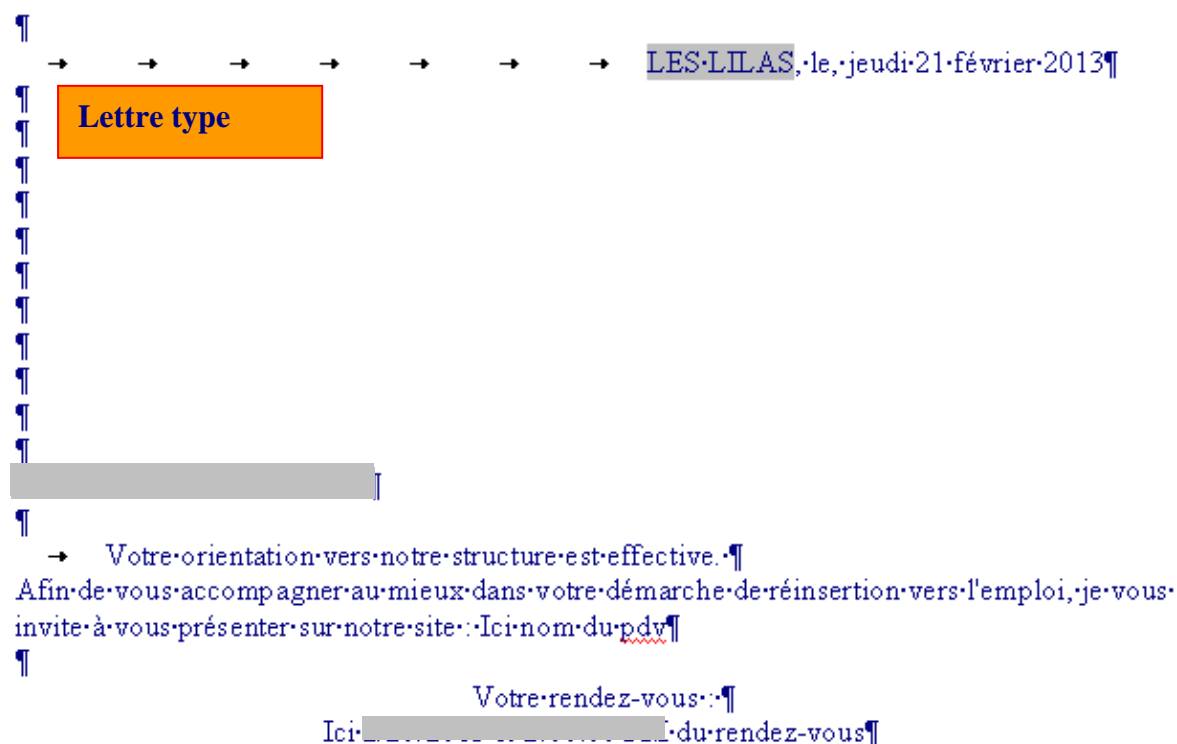 LES LILAS, le, jeudi 21 février 2013
Lettre type
Votre orientation vers notre structure est effective.
Afin de vous accompagner au mieux dans votre démarche de réinsertion vers l'emploi, je vous
invite à vous présenter sur notre site : Ici nom du pdv
Votre rendez-vous :
Ici du rendez-vous